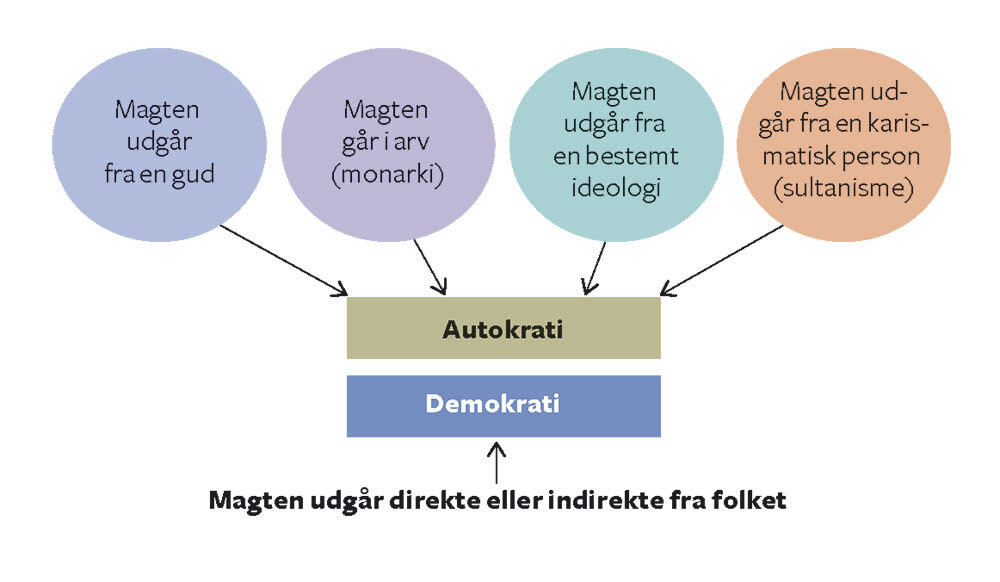 Magten
udgår
fra en gud
Magten
går i arv
(monarki)
Magten
udgår fra
en bestemt
ideologi
Magten ud-
går fra en karis-
matisk person
(sultanisme)
Autokrati
Demokrati
Magten udgår direkte eller indirekte fra folket